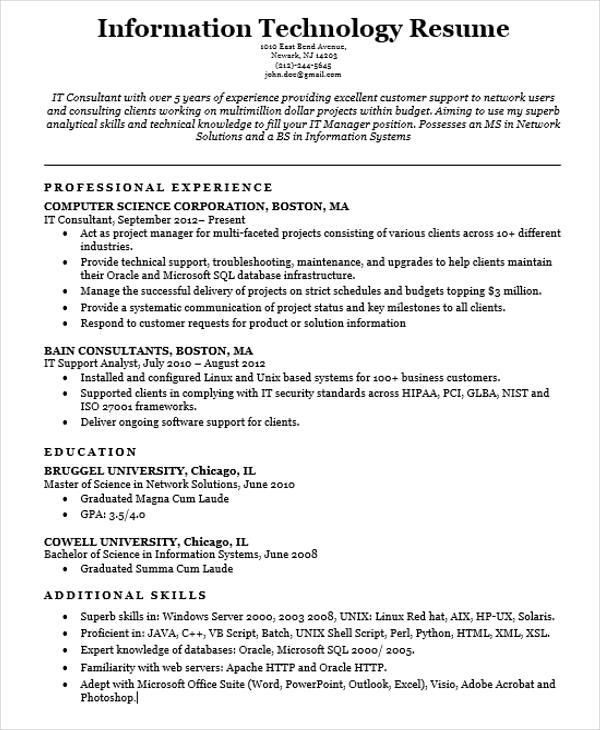 Information Technology Resume
1010 East Bend Avenue,
Newark, NJ 14203
(212)-244-5645
john.doe@gmail.com
IT Consultant with over 5 years of experience providing excellent customer support to network users
and consulting clients working on multimillion dollar projects within budget. Aiming to use my superb
analytical skills and technical knowledge to fill your IT Manager position. Possesses an MS in Network
Solutions and a BS in Information Systems
PROFESSIONAL EXPERIENCE
COMPUTER SCIENCE CORPORATION, BOSTON, MA
IT Consultant, September 2012– Present
• Act as project manager for multi-faceted projects consisting of various clients across 10+ different
industries.
• Provide technical support, troubleshooting, maintenance, and upgrades to help clients maintain
their Oracle and Microsoft SQL database infrastructure.
• Manage the successful delivery of projects on strict schedules and budgets topping $3 million.
• Provide a systematic communication of project status and key milestones to all clients.
• Respond to customer requests for product or solution information
BAIN CONSULTANTS, BOSTON, MA
IT Support Analyst, July 2010 – August 2012
• Installed and configured Linux and Unix based systems for 100+ business customers.
• Supported clients in complying with IT security standards across HIPAA, PCI, GLBA, NIST and
ISO 27001 frameworks.
• Deliver ongoing software support for clients.
EDUCATION
BRUGGEL UNIVERSITY, Chicago, IL
Master of Science in Network Solutions, June 2010
• Graduated Magna Cum Laude
• GPA: 3.5/4.0
COWELL UNIVERSITY, Chicago, IL
Bachelor of Science in Information Systems, June 2008
• Graduated Summa Cum Laude
ADDITIONAL SKILLS
• Superb skills in: Windows Server 2000, 2003 2008, UNIX: Linux Red hat, AIX, HP-UX, Solaris.
• Proficient in: JAVA, C++, VB Script, Batch, UNIX Shell Script, Perl, Python, HTML, XML, XSL.
• Expert knowledge of databases: Oracle, Microsoft SQL 2000/ 2005.
• Familiarity with web servers: Apache HTTP and Oracle HTTP.
• Adept with Microsoft Office Suite (Word, PowerPoint, Outlook, Excel), Visio, Adobe Acrobat and
Photoshop.